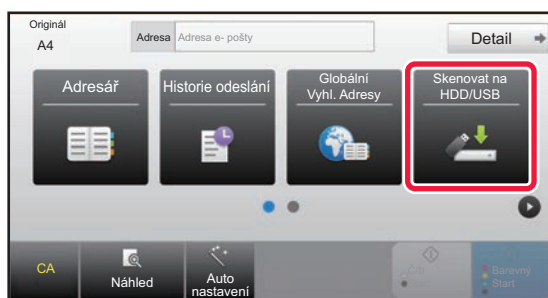 Originál
A4
Adresa
Adresa e- pošty
Detail
Adresář
Historie odeslání
Globální
Vyhl. Adresy
Skenovat na
HDD/USB
CA
Náhled
Auto
nastavení
Barevný
Start